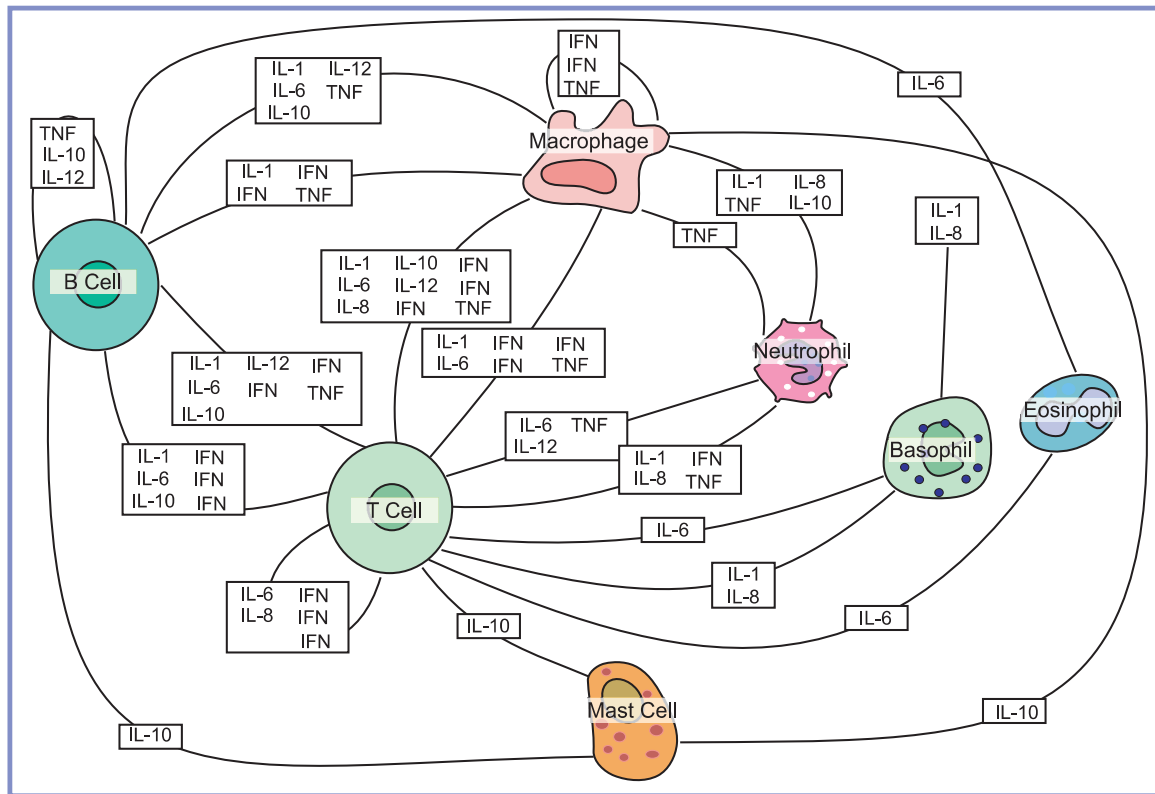 IFN
IFN
TNF
IL-1 IL-12
IL-6 TNF
IL-10
IL-6
TNF
IL-10
IL-12
Macrophage
IL-1 IFN
IFN TNF
IL-1 IL-8
TNF IL-10
IL-1
IL-8
TNF
B Cell
IL-1 IL-10 IFN
IL-6 IL-12 IFN
IL-8 IFN TNF
IL-1 IFN IFN
IL-6 IFN TNF
Neutrophil
IL-1 IL-12 IFN
IL-6 IFN TNF
IL-10
Eosinophil
IL-6 TNF
IL-12
Basophil
IL-1 IFN
IL-6 IFN
IL-10 IFN
IL-1 IFN
IL-8 TNF
T Cell
IL-6
IL-1
IL-8
IL-6 IFN
IL-8 IFN
IFN
IL-10
IL-6
Mast Cell
IL-10
IL-10